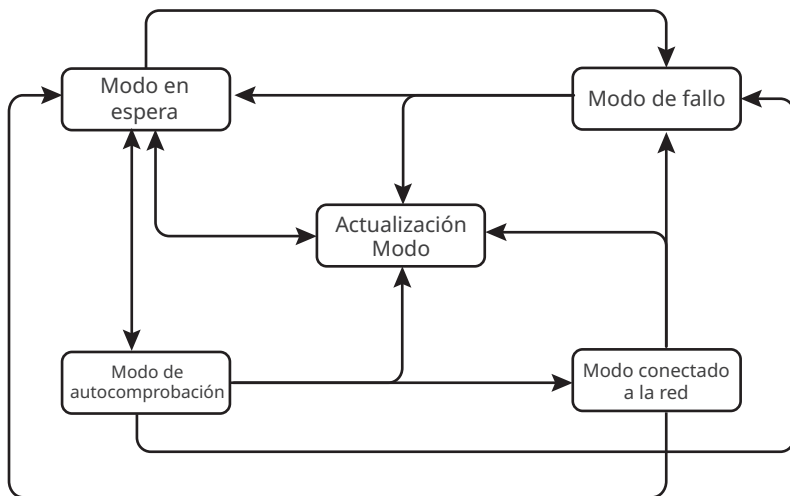 Modo en
espera
Modo de fallo
Actualización
Modo
Modo de
autocomprobación
Modo conectado
a la red